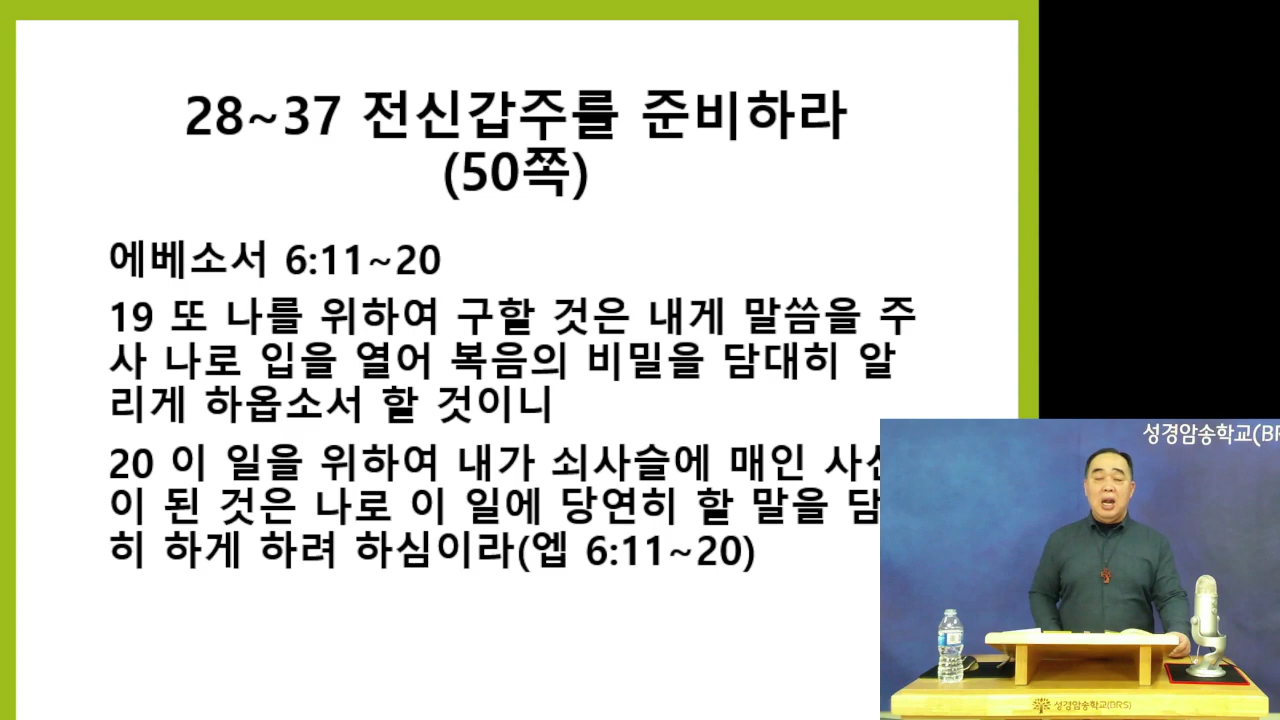 28~37 전신갑주를 준비하라
(50쪽)
에베소서 6:11~20
19 또 나를 위하여 구할 것은 내게 말씀을 주
사 나로 입을 열어 복음의 비밀을 담대히 알
리게 하옵소서 할 것이니
20 이 일을 위하여 내가 쇠사슬에 매인
이 된 것은 나로 이 일에 당연히 할 말을
히 하게 하려 하심이라(엡 6:11~20)
성경암송학교(BR
성경암송학교(BRS)